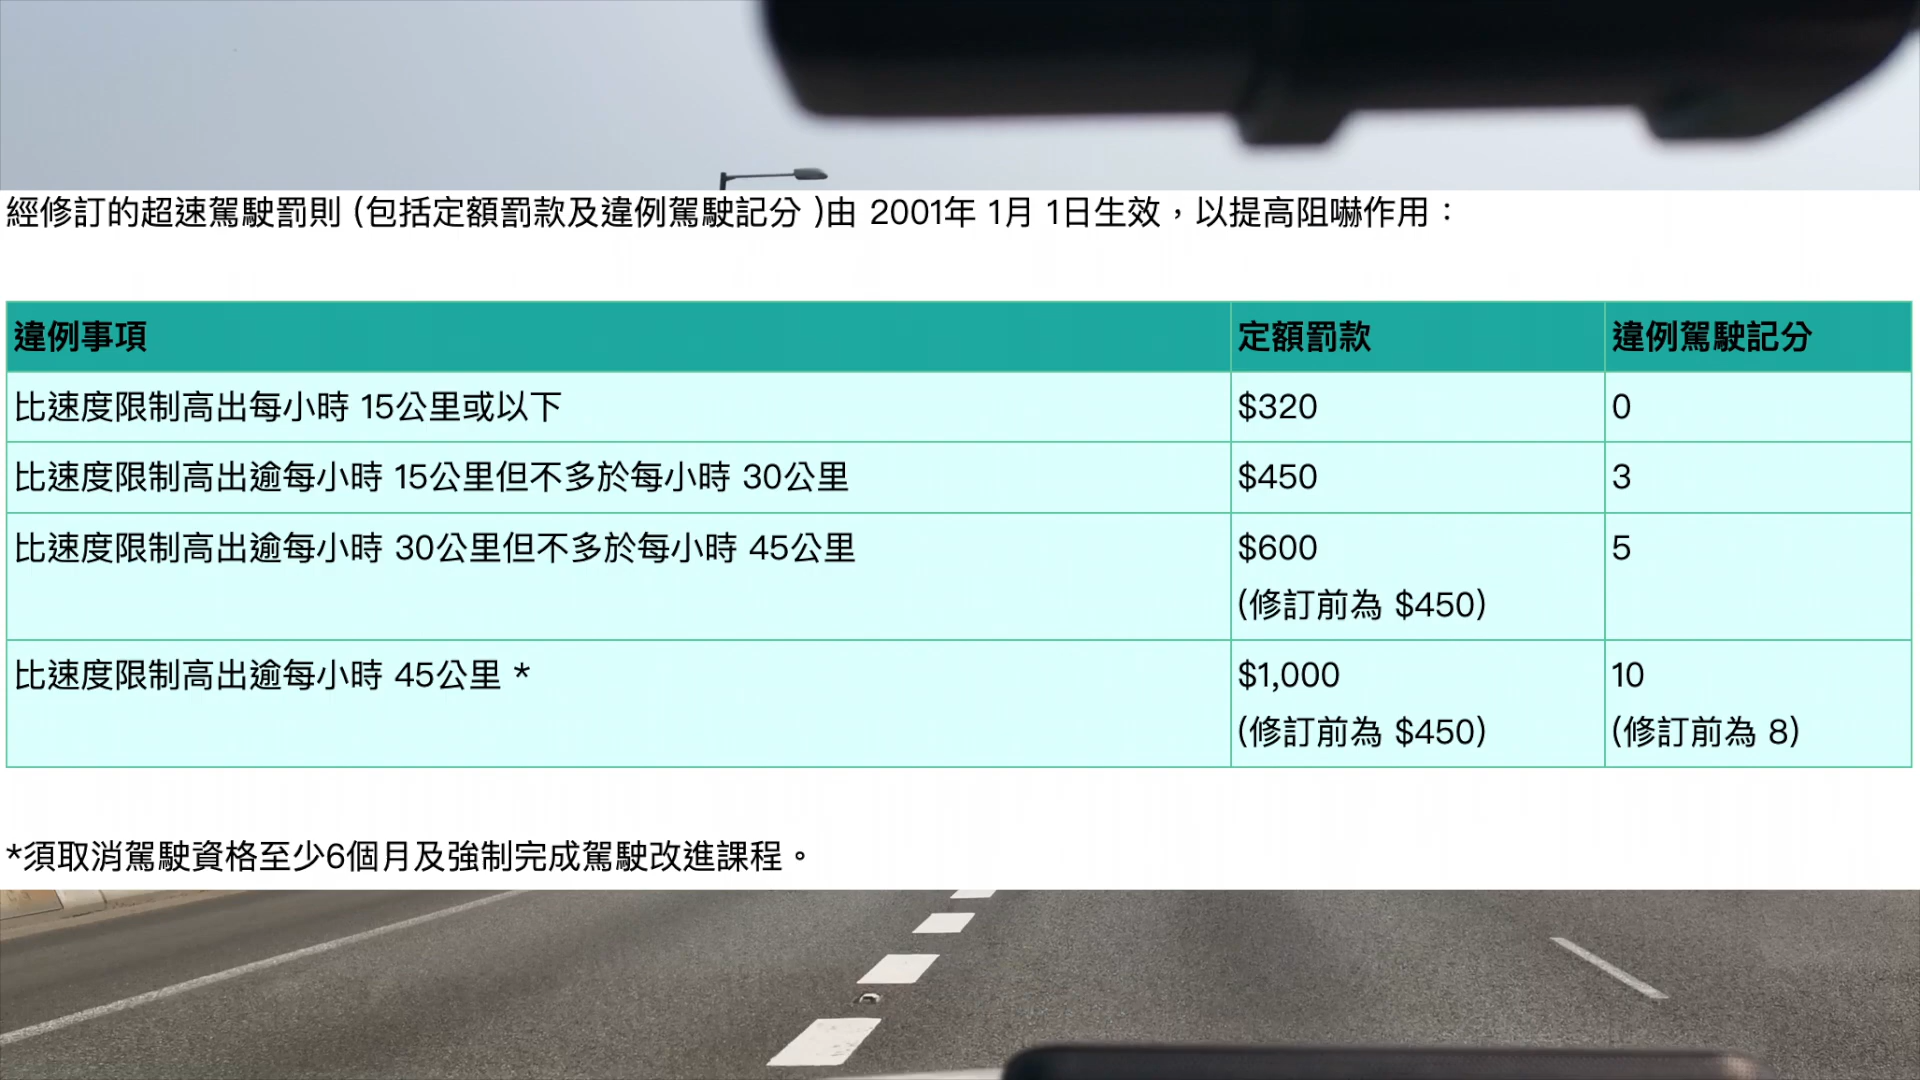 經修訂的超速駕駛罰則 (包括定額罰款及違例駕駛記分 )由 2001年 1月 1日生效，以提高阻嚇作用：
違例事項 定額罰款 違例駕駛記分
比速度限制高出每小時 15公里或以下 $320 0
比速度限制高出逾每小時 15公里但不多於每小時 30公里 $450 3
比速度限制高出逾每小時 30公里但不多於每小時 45公里 $600 5
(修訂前為 $450)
比速度限制高出逾每小時 45公里 * $1,000 10
(修訂前為 $450) (修訂前為 8)
*須取消駕駛資格至少6個月及強制完成駕駛改進課程。